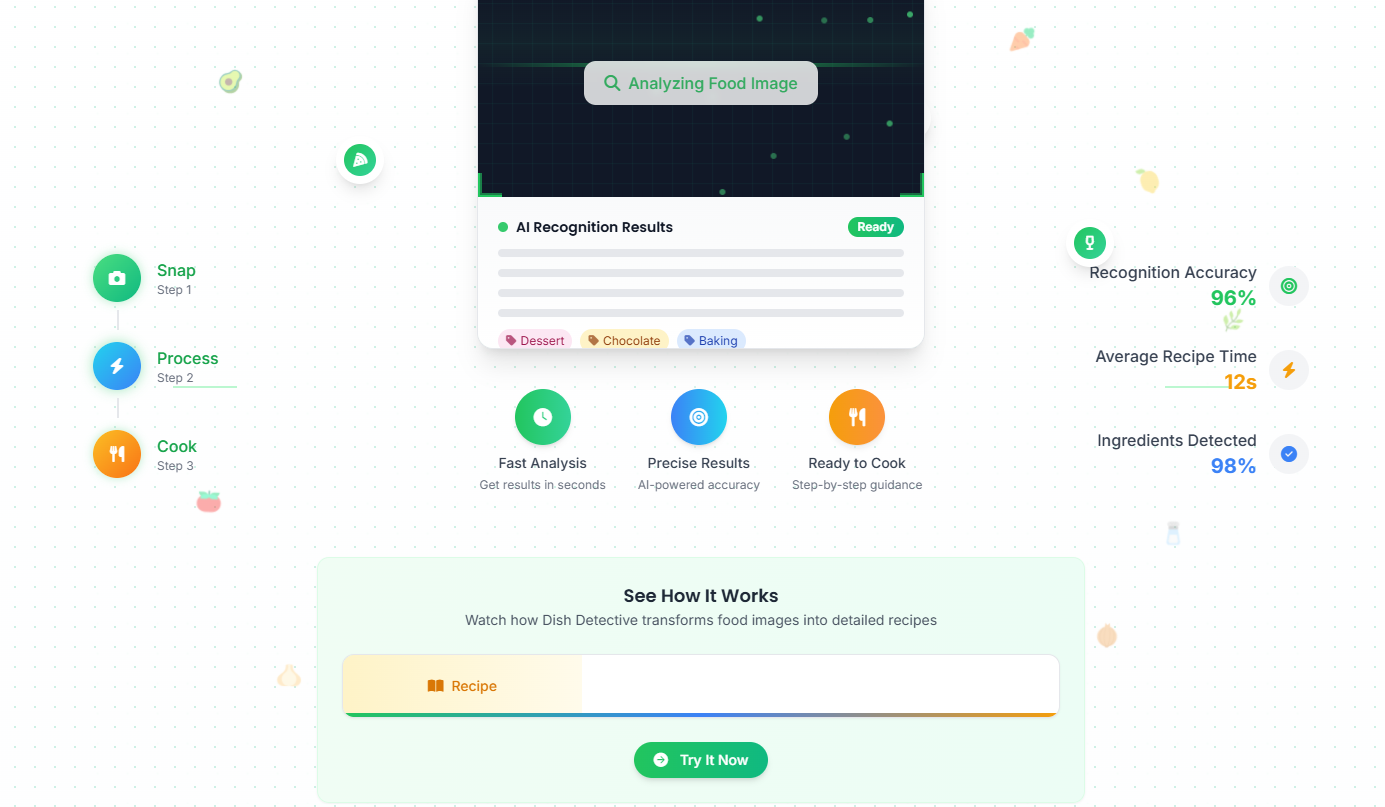 Analyzing Food Image
AI Recognition Results
Ready
Dessert
Chocolate
Baking
Snap
Step 1
Process
Step 2
Cook
Step 3
Recognition Accuracy
96%
Average Recipe Time
12s
Ingredients Detected
98%
Fast Analysis
Get results in seconds
Precise Results
AI-powered accuracy
Ready to Cook
Step-by-step guidance
See How It Works
Watch how Dish Detective transforms food images into detailed recipes
Recipe
Try It Now